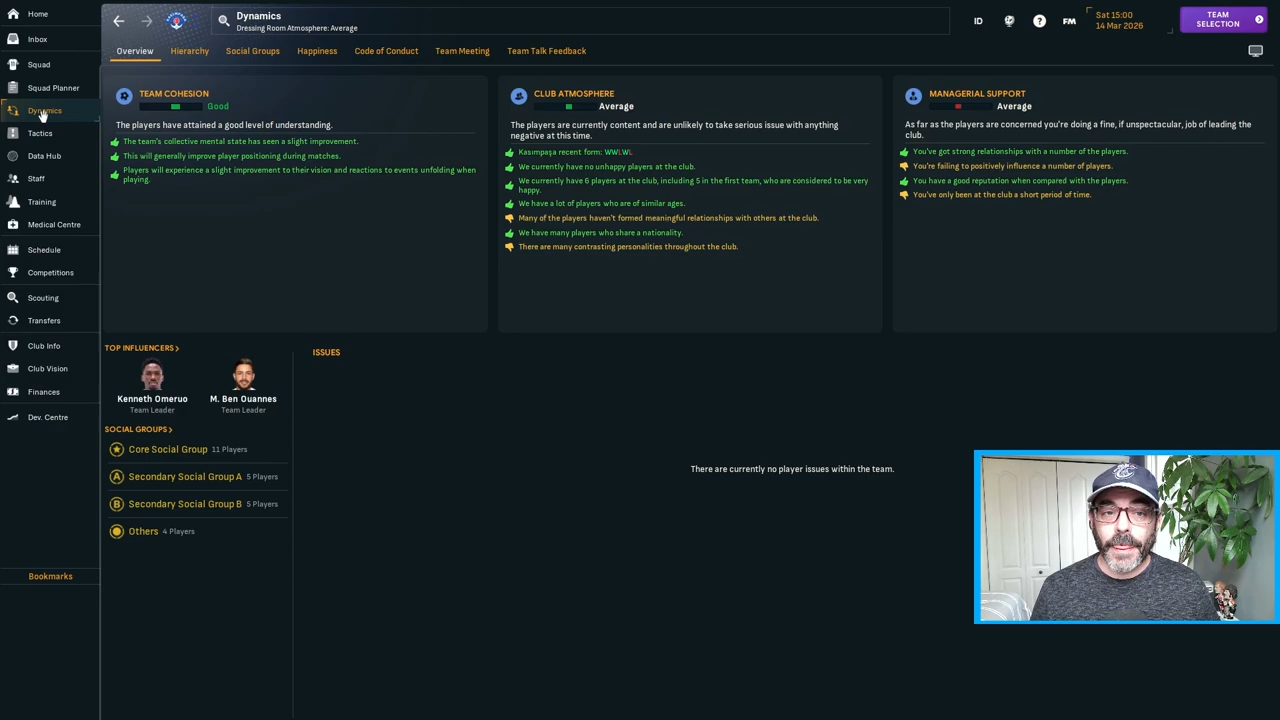 Home
Inbox
Squad
Squad Planner
Dynamics
Tactics
Data Hub
Staff
Training
Medical Centre
Schedule
Competitions
Scouting
Transfers
Club Info
Club Vision
Finances
Dev. Centre
Bookmarks
Dynamics
Dressing Room Atmosphere: Average
ID
?
FM
Sat 15:00
14 Mar 2026
TEAM
SELECTION
Overview
Hierarchy
Social Groups
Happiness
Code of Conduct
Team Meeting
Team Talk Feedback
TEAM COHESION
Good
The players have attained a good level of understanding.
The team's collective mental state has seen a slight improvement.
This will generally improve player positioning during matches.
Players will experience a slight improvement to their vision and reactions to events unfolding when
playing.
CLUB ATMOSPHERE
Average
The players are currently content and are unlikely to take serious issue with anything
negative at this time.
Kasımpaşa recent form: WWLWL
We currently have no unhappy players at the club.
We currently have 6 players at the club, including 5 in the first team, who are considered to be very
happy.
We have a lot of players who are of similar ages.
Many of the players haven't formed meaningful relationships with others at the club.
We have many players who share a nationality.
There are many contrasting personalities throughout the club.
MANAGERIAL SUPPORT
Average
As far as the players are concerned you're doing a fine, if unspectacular, job of leading the
club.
You've got strong relationships with a number of the players.
You're failing to positively influence a number of players.
You have a good reputation when compared with the players.
You've only been at the club a short period of time.
TOP INFLUENCERS >
Kenneth Omeruo
Team Leader
M. Ben Ouannes
Team Leader
SOCIAL GROUPS >
Core Social Group 11 Players
A Secondary Social Group A 5 Players
B Secondary Social Group B 5 Players
Others 4 Players
ISSUES
There are currently no player issues within the team.